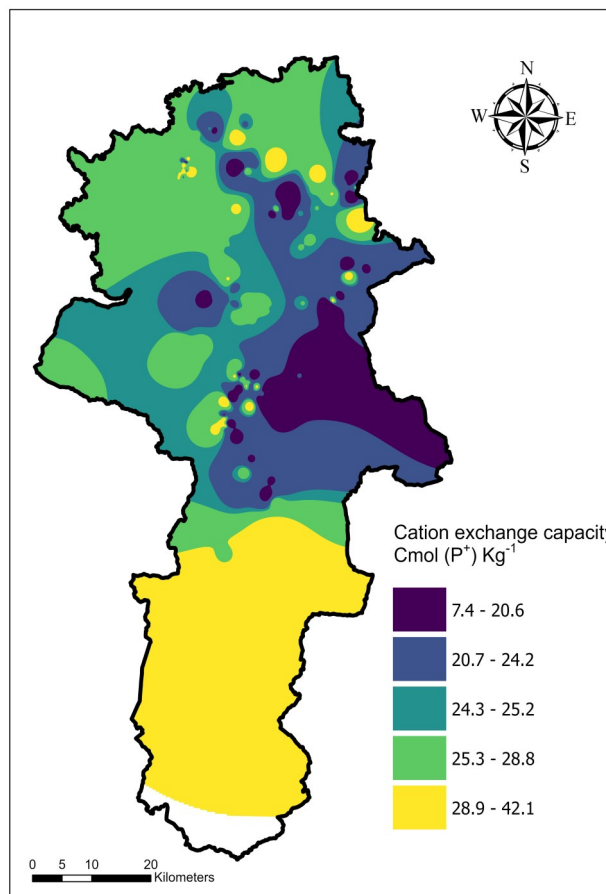 N
W E
S
Cation exchange capacity
Cmol (P⁺) Kg⁻¹
7.4 - 20.6
20.7 - 24.2
24.3 - 25.2
25.3 - 28.8
28.9 - 42.1
0 5 10 20
Kilometers